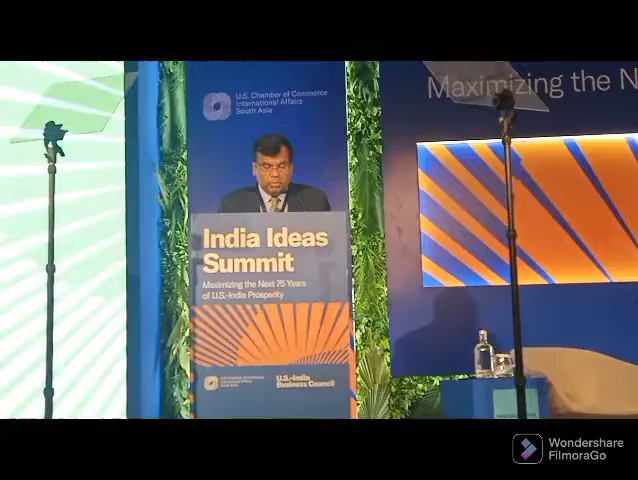 U.S. Chamber of Commerce
International Affairs
South Asia
Maximizing the N
India Ideas
Summit
Maximizing the Next 75 Years
of U.S.-India Prosperity
U.S.-India
Business Council
Wondershare
FilmoraGo